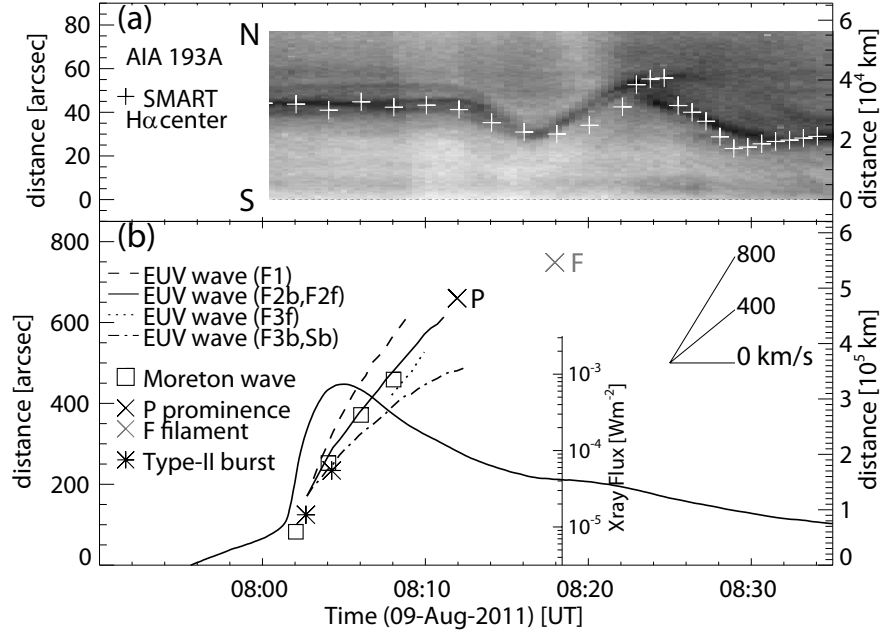 (a)
AIA 193A
+ SMART
Hα center
N
S
distance [arcsec]
80
60
40
20
0
distance [10⁴ km]
6
4
2
0
(b)
EUV wave (F1)
EUV wave (F2b,F2f)
EUV wave (F3f)
EUV wave (F3b,Sb)
Moreton wave
P prominence
F filament
Type-II burst
P
F
800
400
0 km/s
distance [arcsec]
800
600
400
200
0
Xray Flux [Wm⁻²]
10⁻³
10⁻⁴
10⁻⁵
distance [10⁵ km]
6
5
4
3
2
1
0
08:00
08:10
08:20
08:30
Time (09-Aug-2011) [UT]